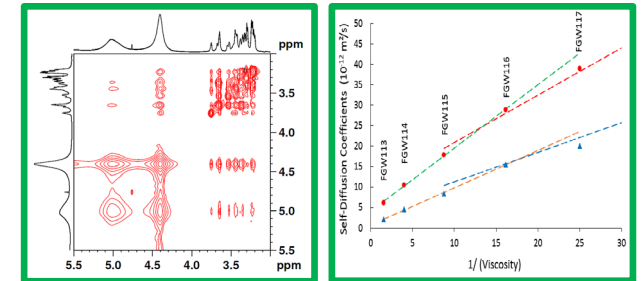 ppm
3.5
4.0
4.5
5.0
5.5
5.5 5.0 4.5 4.0 3.5
ppm
Self-Diffusion Coefficients (10⁻¹² m²/s)
50
45
40
35
30
25
20
15
10
5
0
FGW113
FGW114
FGW115
FGW116
FGW117
0 5 10 15 20 25 30
1/ (Viscosity)